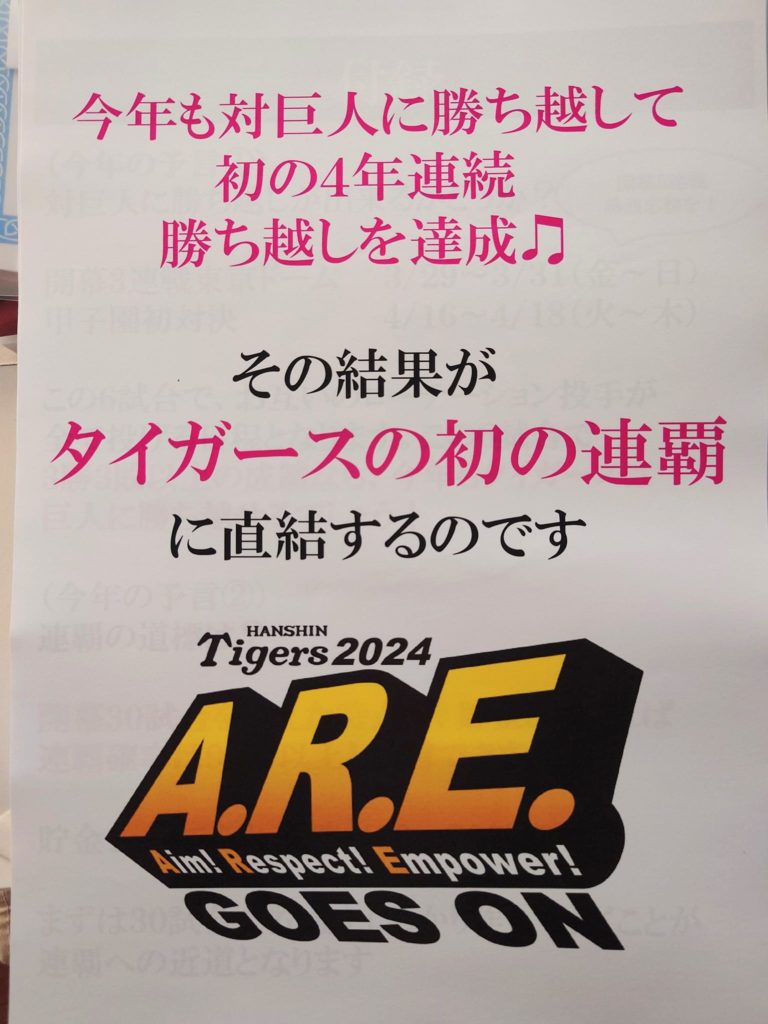 今年も対巨人に勝ち越して
初の4年連続
勝ち越しを達成♫
その結果が
タイガースの初の連覇
に直結するのです
HANSHIN
Tigers 2024
A.R.E.
Aim! Respect! Empower!
GOES ON